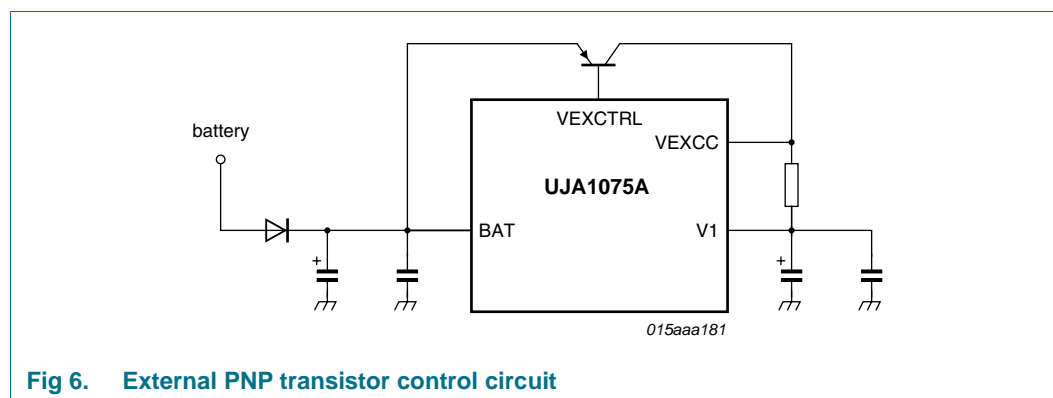 battery
VEXCTRL
VEXCC
UJA1075A
BAT
V1
+
+
015aaa181
Fig 6. External PNP transistor control circuit